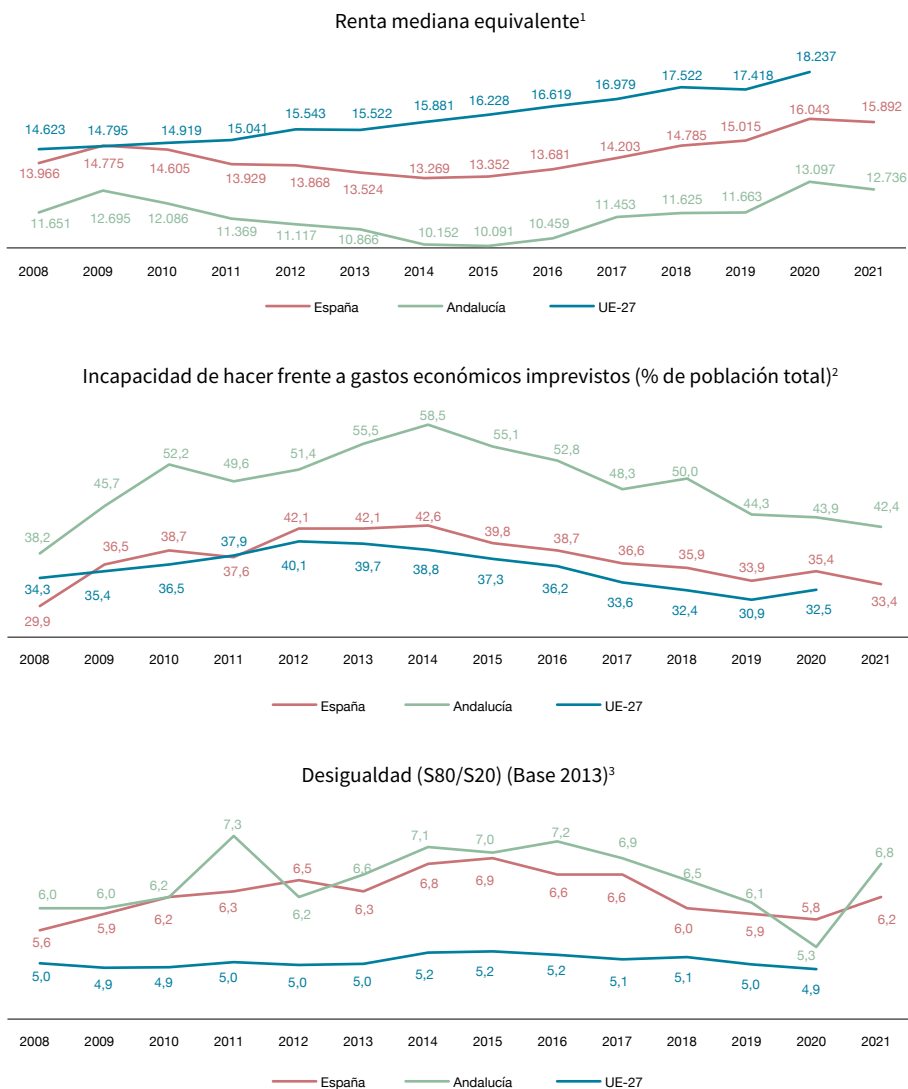 Renta mediana equivalente¹
18.237
17.522
17.418
16.979
16.619
16.228
15.881
15.543
15.522
15.041
14.919
14.795
14.623
16.043
15.892
15.015
14.785
14.203
13.681
13.352
13.269
13.966
14.775
14.605
13.929
13.868
13.524
13.097
12.736
11.651
12.695
12.086
11.369
11.117
10.866
10.152
10.091
10.459
11.453
11.625
11.663
2008 2009 2010 2011 2012 2013 2014 2015 2016 2017 2018 2019 2020 2021
España Andalucía UE-27
Incapacidad de hacer frente a gastos económicos imprevistos (% de población total)²
38,2 45,7 52,2 49,6 51,4 55,5 58,5 55,1 52,8 48,3 50,0 44,3 43,9 42,4
29,9 36,5 38,7 37,6 42,1 42,1 42,6 39,8 38,7 36,6 35,9 33,9 35,4 33,4
34,3 35,4 36,5 37,9 40,1 39,7 38,8 37,3 36,2 33,6 32,4 30,9 32,5
2008 2009 2010 2011 2012 2013 2014 2015 2016 2017 2018 2019 2020 2021
España Andalucía UE-27
Desigualdad (S80/S20) (Base 2013)³
6,0 6,0 6,2 7,3 6,2 6,6 7,1 7,0 7,2 6,9 6,5 6,1 5,3 6,8
5,6 5,9 6,2 6,3 6,5 6,3 6,8 6,9 6,6 6,6 6,0 5,9 5,8 6,2
5,0 4,9 4,9 5,0 5,0 5,0 5,2 5,2 5,2 5,1 5,1 5,0 4,9
2008 2009 2010 2011 2012 2013 2014 2015 2016 2017 2018 2019 2020 2021
España Andalucía UE-27